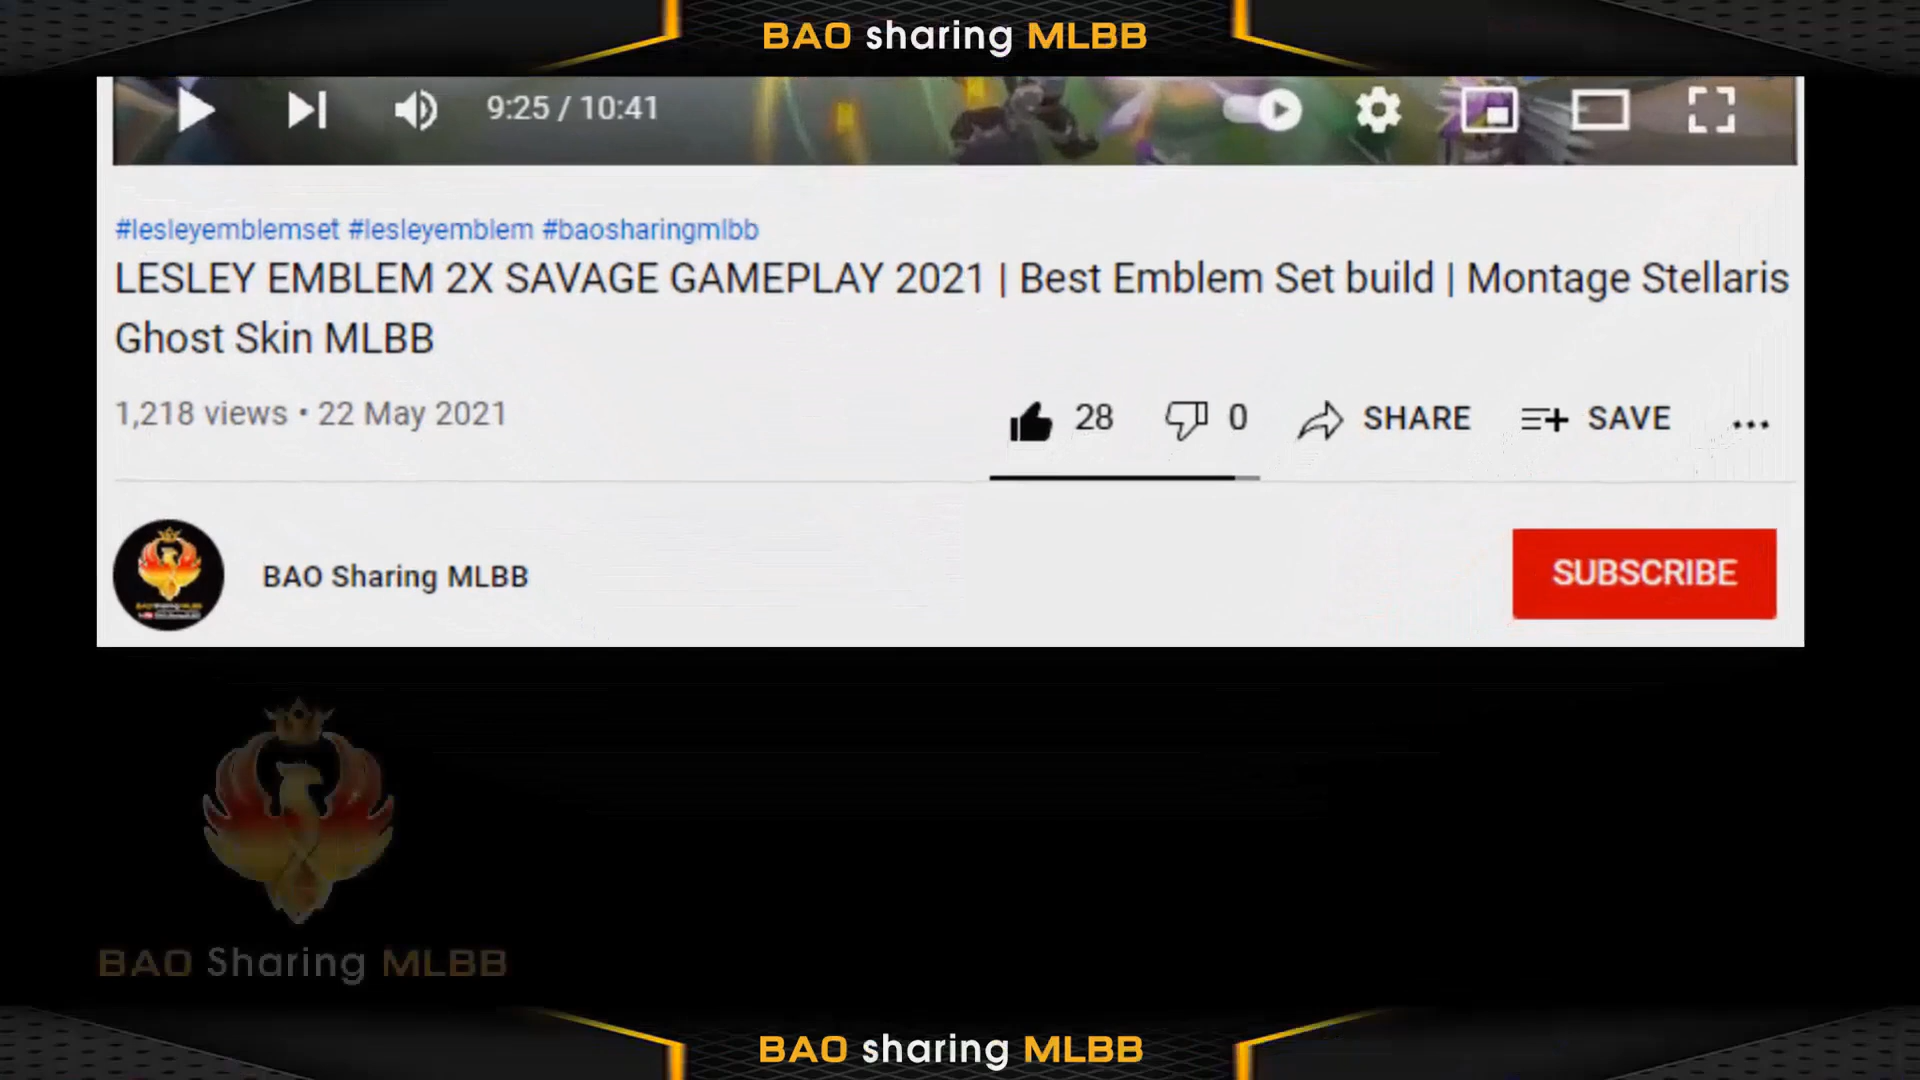 BAO sharing MLBB
9:25 / 10:41
#lesleyemblemset #lesleyemblem #baosharingmlbb
LESLEY EMBLEM 2X SAVAGE GAMEPLAY 2021 | Best Emblem Set build | Montage Stellaris
Ghost Skin MLBB
1,218 views • 22 May 2021
28 0 SHARE SAVE ...
BAO Sharing MLBB
SUBSCRIBE
BAO Sharing MLBB
BAO sharing MLBB